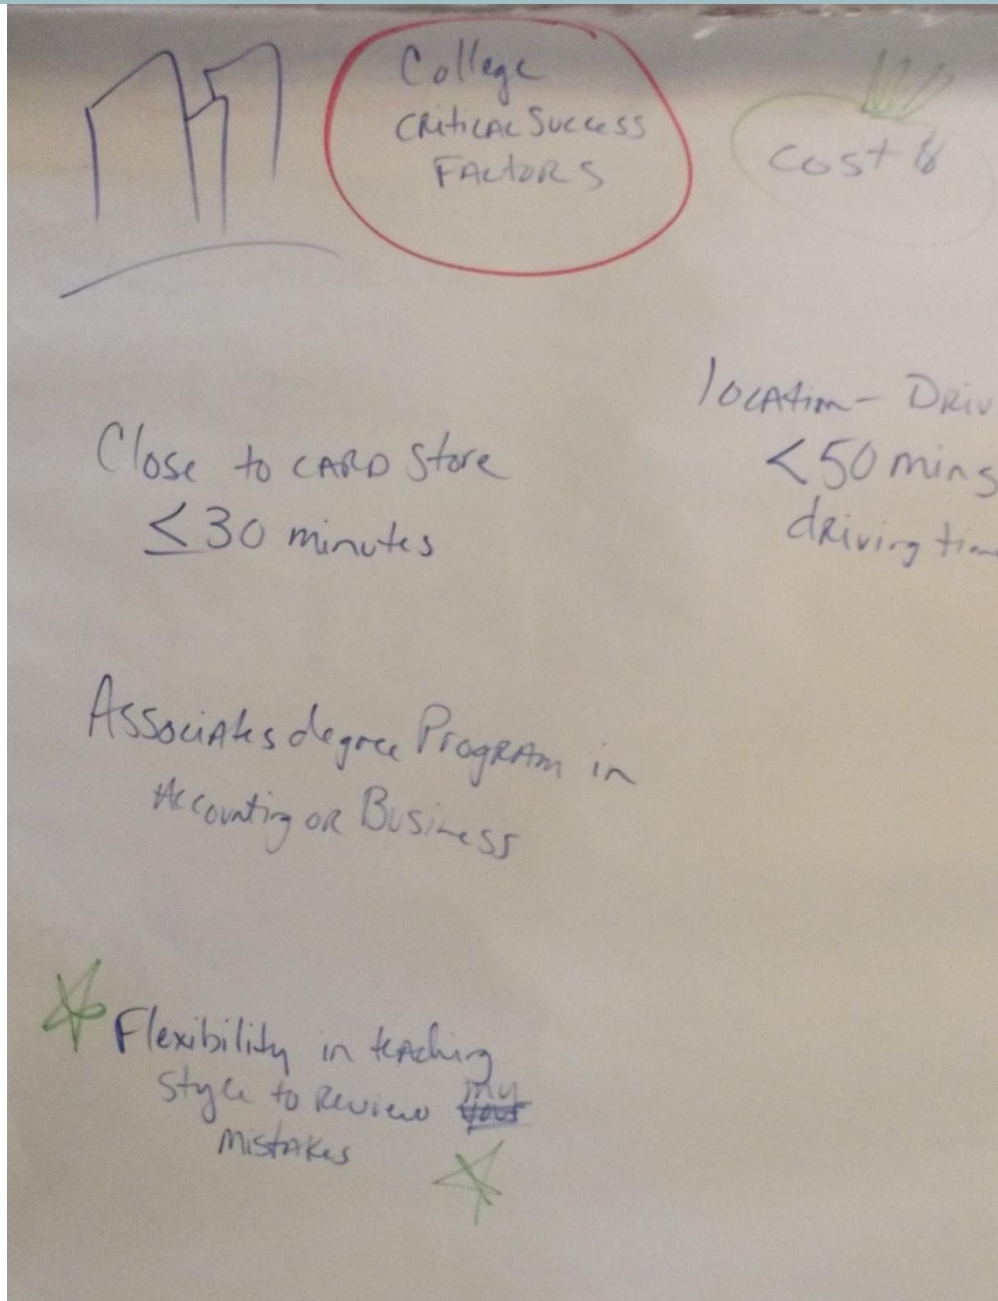 College
Critical Success
Factors
Cost $
Close to CARD Store
≤30 minutes
location - Driv
<50 mins
driving tim
Associates degree Program in
Accounting or Business
Flexibility in teaching
style to Review my
mistakes